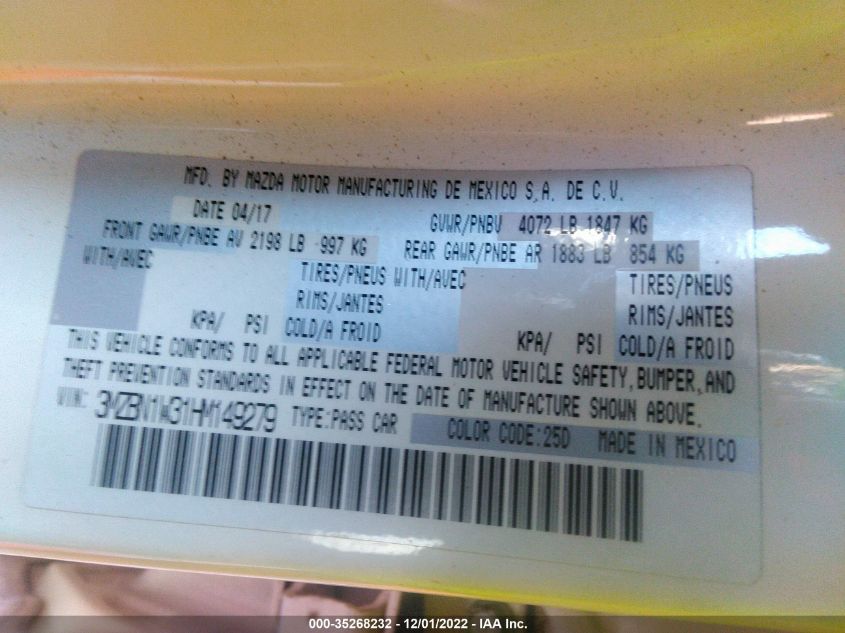 MFD. BY MAZDA MOTOR MANUFACTURING DE MEXICO S.A. DE C.V.
DATE 04/17 GVWR/PNBV 4072 LB 1847 KG
FRONT GAWR/PNBE AV 2198 LB 997 KG REAR GAWR/PNBE AR 1883 LB 854 KG
WITH/AVEC TIRES/PNEUS WITH/AVEC TIRES/PNEUS
RIMS/JANTES RIMS/JANTES
KPA/ PSI COLD/A FROID KPA/ PSI COLD/A FROID
THIS VEHICLE CONFORMS TO ALL APPLICABLE FEDERAL MOTOR VEHICLE SAFETY, BUMPER, AND
THEFT PREVENTION STANDARDS IN EFFECT ON THE DATE OF MANUFACTURE SHOWN ABOVE.
VIN: 3MZBN1W31HM149279 TYPE:PASS CAR COLOR CODE:25D MADE IN MEXICO
000-35268232 - 12/01/2022 - IAA Inc.